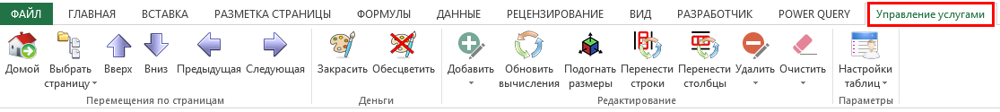 ФАЙЛ ГЛАВНАЯ ВСТАВКА РАЗМЕТКА СТРАНИЦЫ ФОРМУЛЫ ДАННЫЕ РЕЦЕНЗИРОВАНИЕ ВИД РАЗРАБОТЧИК POWER QUERY Управление услугами
Домой Выбрать Вверх Вниз Предыдущая Следующая Закрасить Обесцветить Добавить Обновить Подогнать Перенести Перенести Удалить Очистить Настройки
страницу вычисления размеры строки столбцы таблиц
Перемещения по страницам Деньги Редактирование Параметры